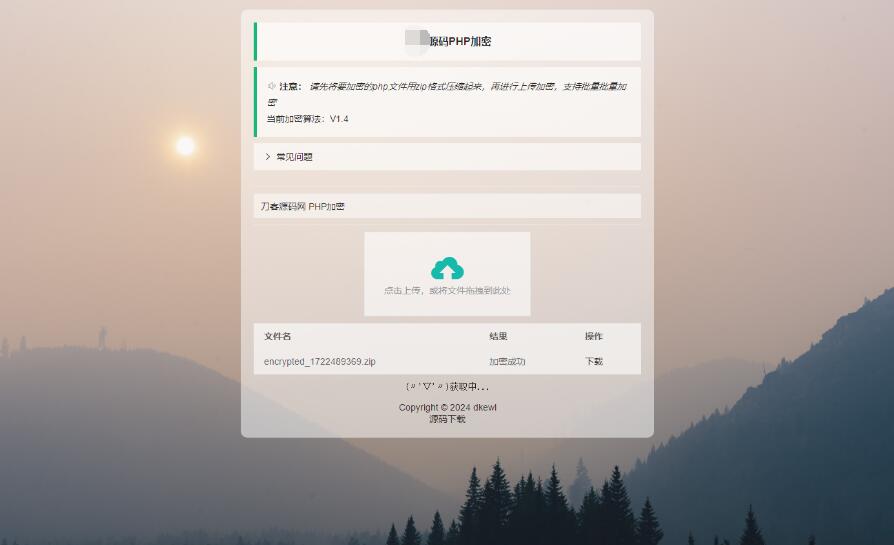 源码PHP加密
注意： 请先将要加密的php文件用zip格式压缩起来，再进行上传加密，支持批量批量加
密
当前加密算法：V1.4
常见问题
刀客源码网 PHP加密
点击上传，或将文件拖拽到此处
文件名 结果 操作
encrypted_1722489369.zip 加密成功 下载
(〃'▽'〃)获取中...
Copyright © 2024 dkewl
源码下载